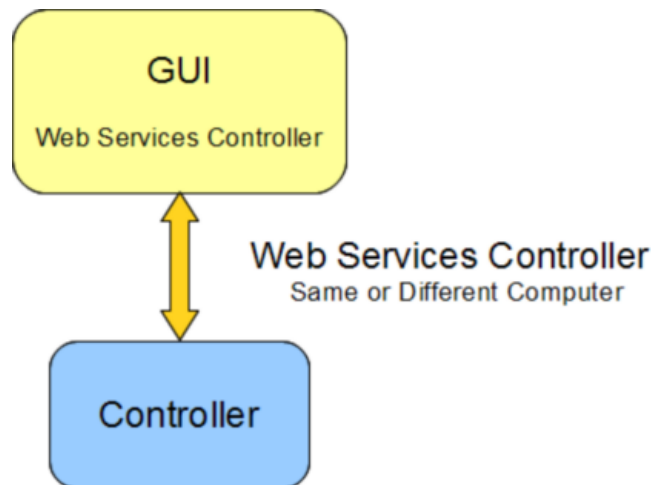 GUI
Web Services Controller
Web Services Controller
Same or Different Computer
Controller